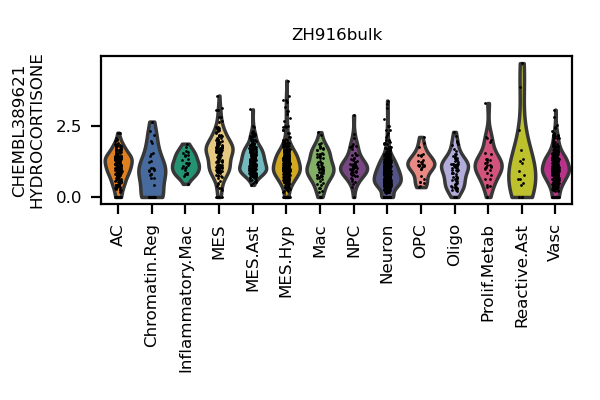 ZH916bulk
CHEMBL389621
HYDROCORTISONE
2.5
0.0
AC
Chromatin.Reg
Inflammatory.Mac
MES
MES.Ast
MES.Hyp
Mac
NPC
Neuron
OPC
Oligo
Prolif.Metab
Reactive.Ast
Vasc